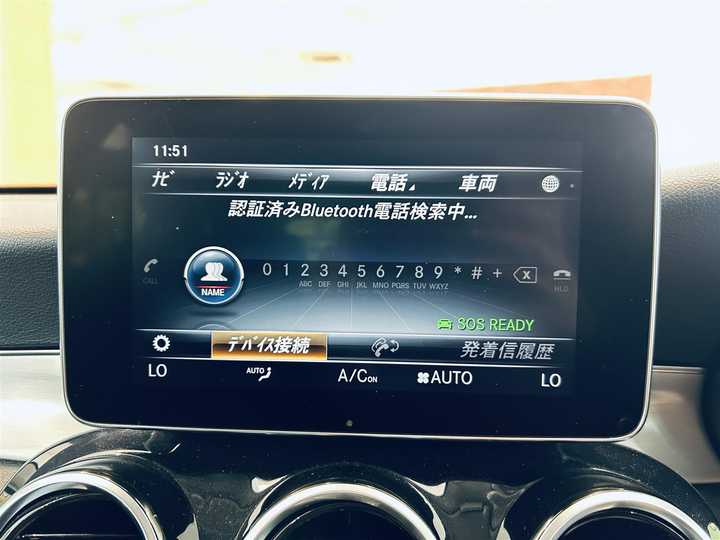 11:51
ナビ ラジオ メディア 電話 車両
認証済みBluetooth電話検索中...
CALL NAME 0 1 2 3 4 5 6 7 8 9 * # + x HLD
ABC DEF GHI JKL MNO PQRS TUV WXYZ
SOS READY
デバイス接続 発着信履歴
LO AUTO A/C ON AUTO LO